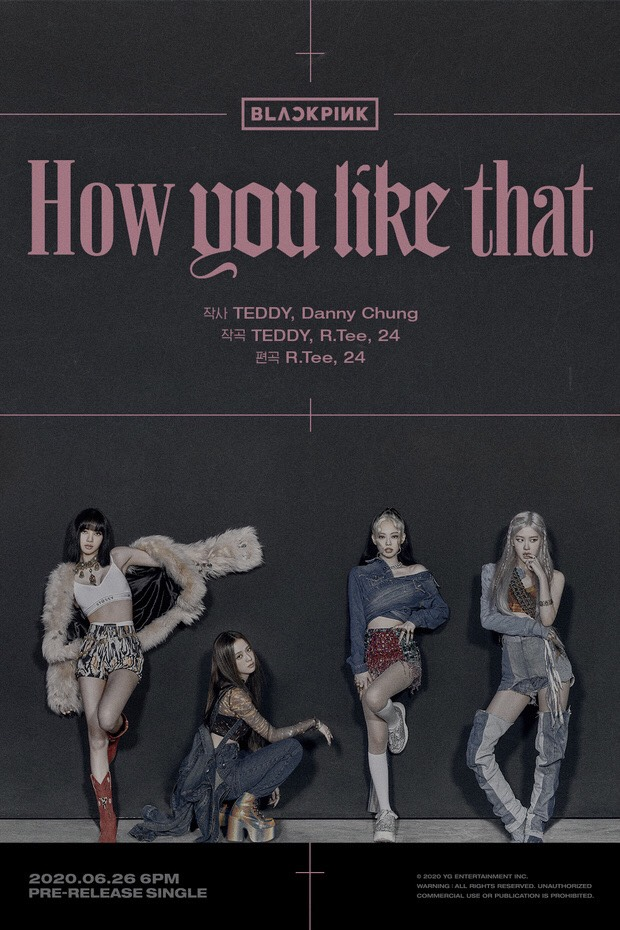 BLACKPINK
How you like that
작사 TEDDY, Danny Chung
작곡 TEDDY, R.Tee, 24
편곡 R.Tee, 24
2020.06.26 6PM
PRE-RELEASE SINGLE
© 2020 YG ENTERTAINMENT INC.
WARNING : ALL RIGHTS RESERVED. UNAUTHORIZED
COMMERCIAL USE OR PUBLICATION IS PROHIBITED.